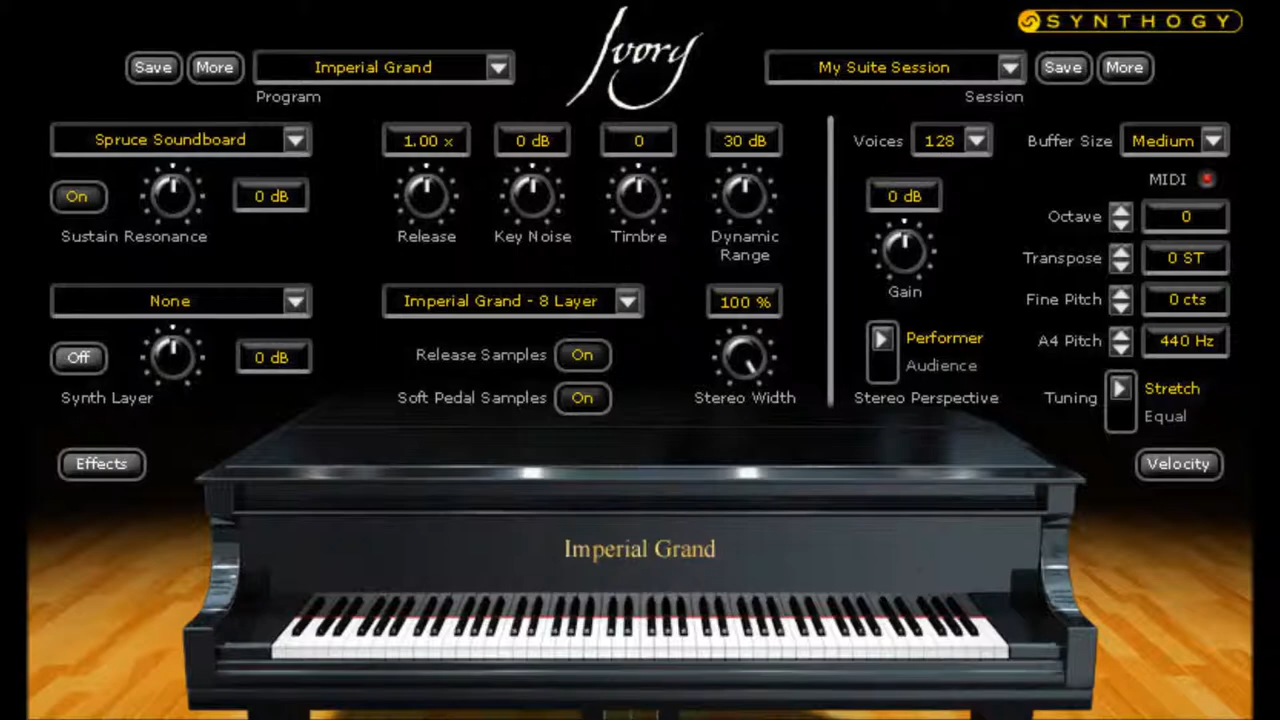 SYNTHOGY
Ivory
Save More Imperial Grand
Program
My Suite Session Save More
Session
Spruce Soundboard
On 0 dB
Sustain Resonance
1.00 x 0 dB 0 30 dB
Release Key Noise Timbre Dynamic
Range
Voices 128 Buffer Size Medium
MIDI
0 dB
Gain
Octave 0
Transpose 0 ST
Fine Pitch 0 cts
A4 Pitch 440 Hz
None
Off 0 dB
Synth Layer
Imperial Grand - 8 Layer 100 %
Release Samples On
Soft Pedal Samples On
Stereo Width
Performer
Audience
Stereo Perspective
Tuning Stretch
Equal
Effects
Velocity
Imperial Grand